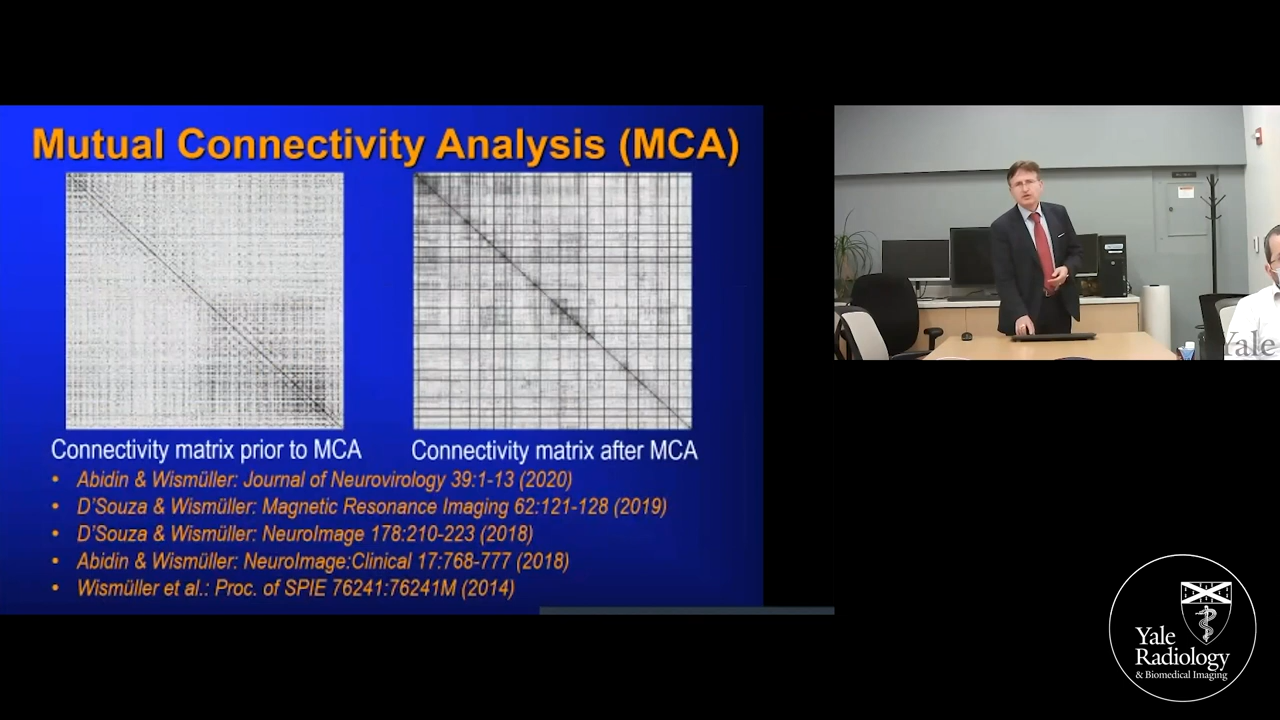 Mutual Connectivity Analysis (MCA)
Connectivity matrix prior to MCA
Connectivity matrix after MCA
• Abidin & Wismüller: Journal of Neurovirology 39:1-13 (2020)
• D'Souza & Wismüller: Magnetic Resonance Imaging 62:121-128 (2019)
• D'Souza & Wismüller: NeuroImage 178:210-223 (2018)
• Abidin & Wismüller: NeuroImage:Clinical 17:768-777 (2018)
• Wismüller et al.: Proc. of SPIE 76241:76241M (2014)
Yale
Yale
Radiology
& Biomedical Imaging